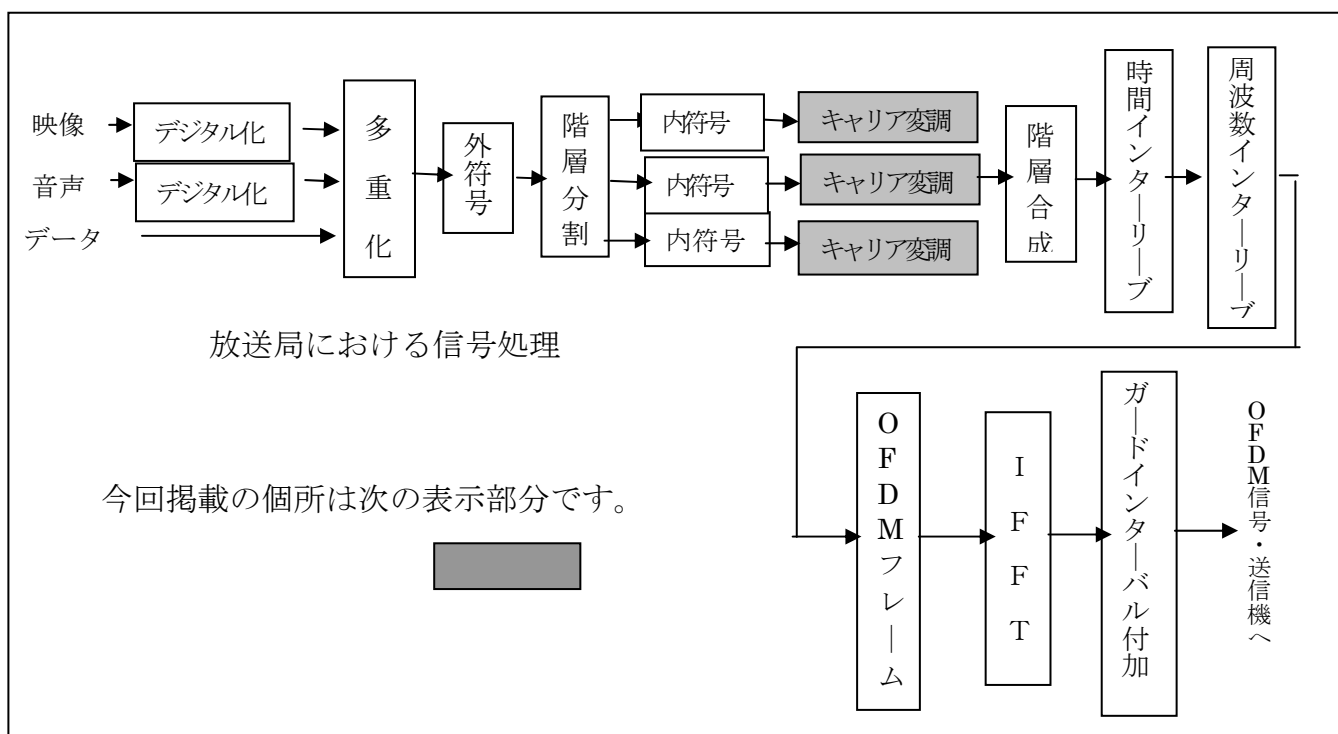 映像
デジタル化
音声
デジタル化
データ
多重化
外符号
階層分割
内符号
内符号
内符号
キャリア変調
キャリア変調
キャリア変調
階層合成
時間インターリーブ
周波数インターリーブ
放送局における信号処理
今回掲載の個所は次の表示部分です。
OFDMフレーム
IFFT
ガードインターバル付加
OFDM信号・送信機へ